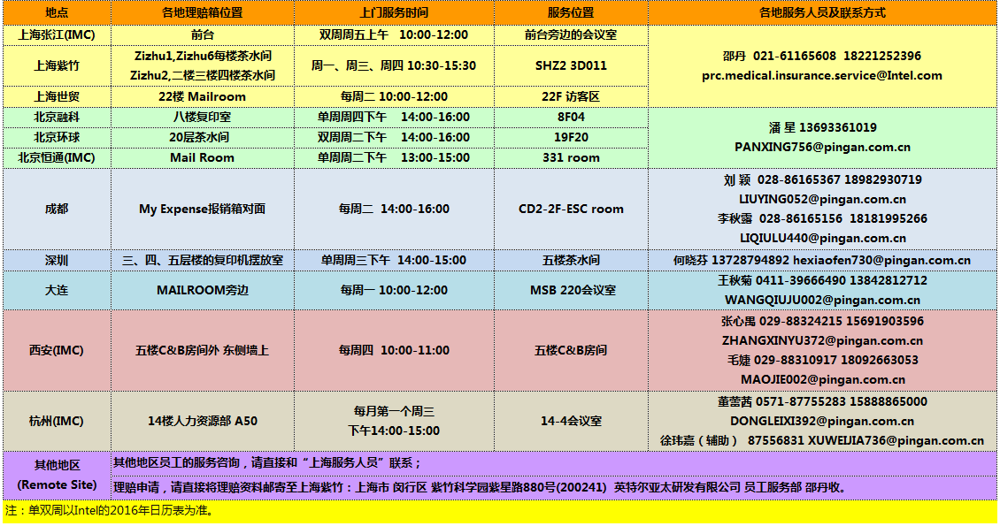 地点 各地理赔箱位置 上门服务时间 服务位置 各地服务人员及联系方式
上海张江(IMC) 前台 双周周五上午 10:00-12:00 前台旁边的会议室
上海紫竹 Zizhu1,Zizhu6每楼茶水间
Zizhu2,二楼三楼四楼茶水间 周一、周三、周四 10:30-15:30 SHZ2 3D011
邵丹 021-61165608 18221252396
prc.medical.insurance.service@Intel.com
上海世贸 22楼 Mailroom 每周二 10:00-12:00 22F 访客区
北京融科 八楼复印室 单周周四下午 14:00-16:00 8F04
北京环球 20层茶水间 双周周二下午 14:00-16:00 19F20
潘 星 13693361019
PANXING756@pingan.com.cn
北京恒通(IMC) Mail Room 单周周二下午 13:00-15:00 331 room
成都 My Expense报销箱对面 每周二 14:00-16:00 CD2-2F-ESC room
刘 颖 028-86165367 18982930719
LIUYING052@pingan.com.cn
李秋露 028-86165156 18181995266
LIQIULU440@pingan.com.cn
深圳 三、四、五层楼的复印机摆放室 单周周三下午 14:00-15:00 五楼茶水间 何晓芬 13728794892 hexiaofen730@pingan.com.cn
大连 MAILROOM旁边 每周一 10:00-12:00 MSB 220会议室
王秋菊 0411-39666490 13842812712
WANGQIUJU002@pingan.com.cn
西安(IMC) 五楼C&B房间外 东侧墙上 每周四 10:00-11:00 五楼C&B房间
张心禺 029-88324215 15691903596
ZHANGXINYU372@pingan.com.cn
毛婕 029-88310917 18092663053
MAOJIE002@pingan.com.cn
杭州(IMC) 14楼人力资源部 A50 每月第一个周三
下午14:00-15:00 14-4会议室
董蕾茜 0571-87755283 15888865000
DONGLEIXI392@pingan.com.cn
徐玮嘉（辅助） 87556831 XUWEIJIA736@pingan.com.cn
其他地区
(Remote Site)
其他地区员工的服务咨询，请直接和“上海服务人员”联系；
理赔申请，请直接将理赔资料邮寄至上海紫竹：上海市 闵行区 紫竹科学园紫星路880号(200241) 英特尔亚太研发有限公司 员工服务部 邵丹收。
注：单双周以Intel的2016年日历表为准。